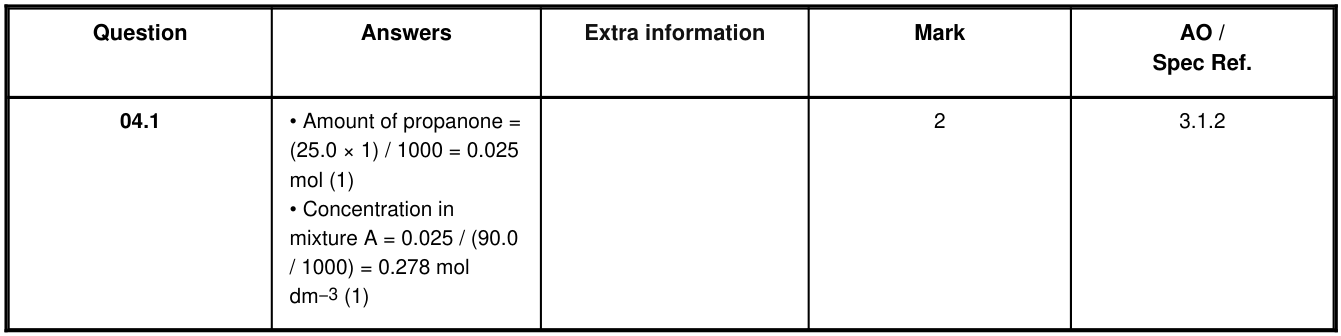 Question Answers Extra information Mark AO /
Spec Ref.
04.1 • Amount of propanone = 2 3.1.2
(25.0 × 1) / 1000 = 0.025
mol (1)
• Concentration in
mixture A = 0.025 / (90.0
/ 1000) = 0.278 mol
dm–3 (1)